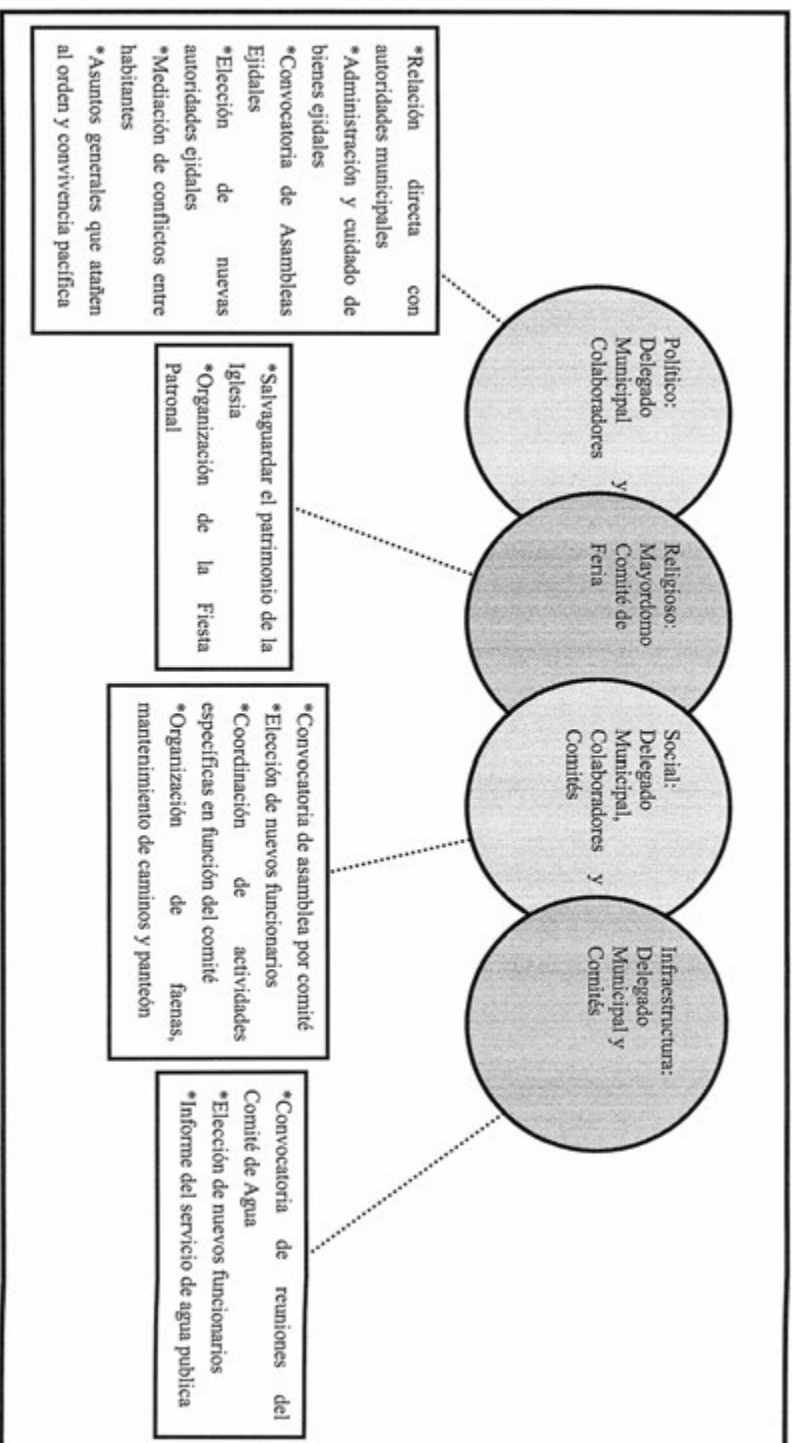 Político:
Delegado
Municipal y
Colaboradores
Religioso:
Mayordomo
Comité de
Feria
Social:
Delegado
Municipal,
Colaboradores y
Comités
Infraestructura:
Delegado
Municipal y
Comités
*Relación directa con
autoridades municipales
*Administración y cuidado de
bienes ejidales
*Convocatoria de Asambleas
Ejidales
*Elección de nuevas
autoridades ejidales
*Mediación de conflictos entre
habitantes
*Asuntos generales que atañen
al orden y convivencia pacífica
*Salvaguardar el patrimonio de la
Iglesia
*Organización de la Fiesta
Patronal
*Convocatoria de asamblea por comité
*Elección de nuevos funcionarios
*Coordinación de actividades
específicas en función del comité
*Organización de faenas,
mantenimiento de caminos y panteón
*Convocatoria de reuniones del
Comité de Agua
*Elección de nuevos funcionarios
*Informe del servicio de agua publica